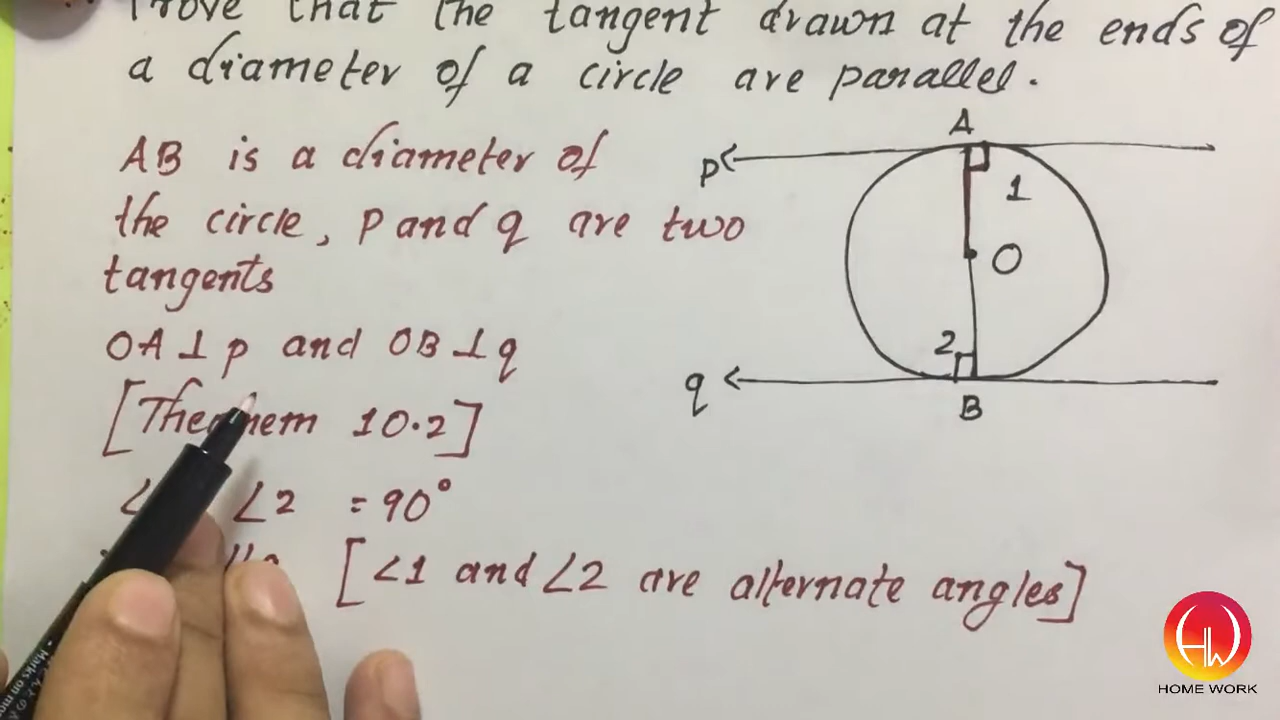 Prove that the tangent drawn at the ends of
a diameter of a circle are parallel.
AB is a diameter of
the circle, p and q are two
tangents
OA ⊥ p and OB ⊥ q
[Theorem 10.2]
∠2 = 90°
[∠1 and ∠2 are alternate angles]
A
p
1
O
2
q
B
HW
HOME WORK